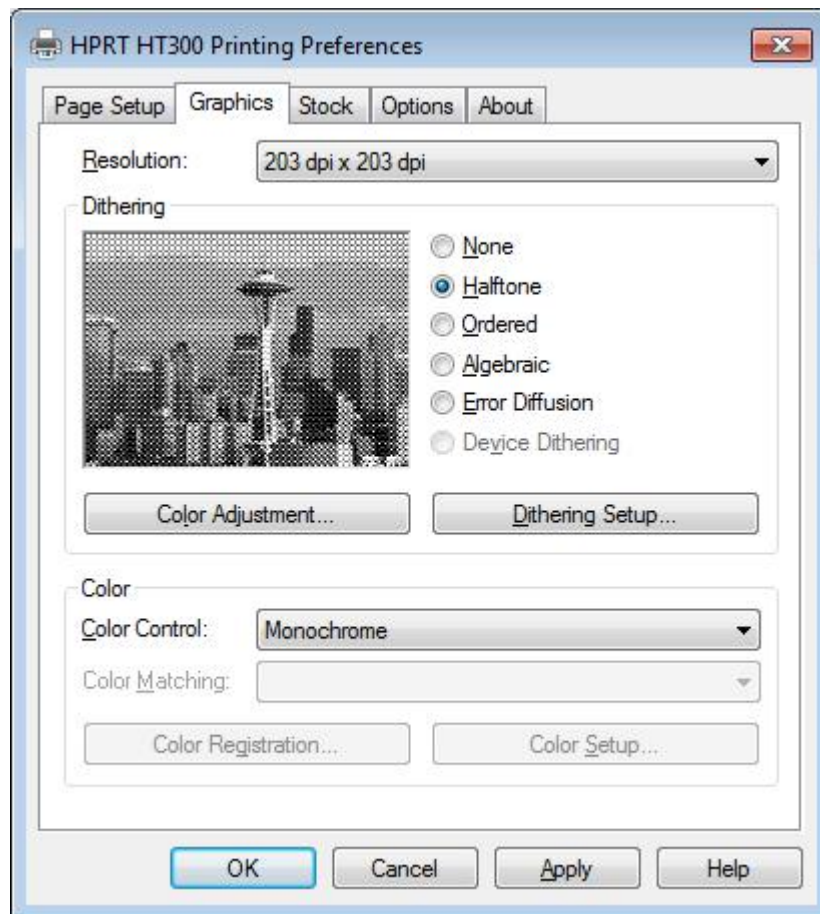 HPRT HT300 Printing Preferences
Page Setup Graphics Stock Options About
Resolution: 203 dpi x 203 dpi
Dithering
None
Halftone
Ordered
Algebraic
Error Diffusion
Device Dithering
Color Adjustment... Dithering Setup...
Color
Color Control: Monochrome
Color Matching:
Color Registration... Color Setup...
OK Cancel Apply Help